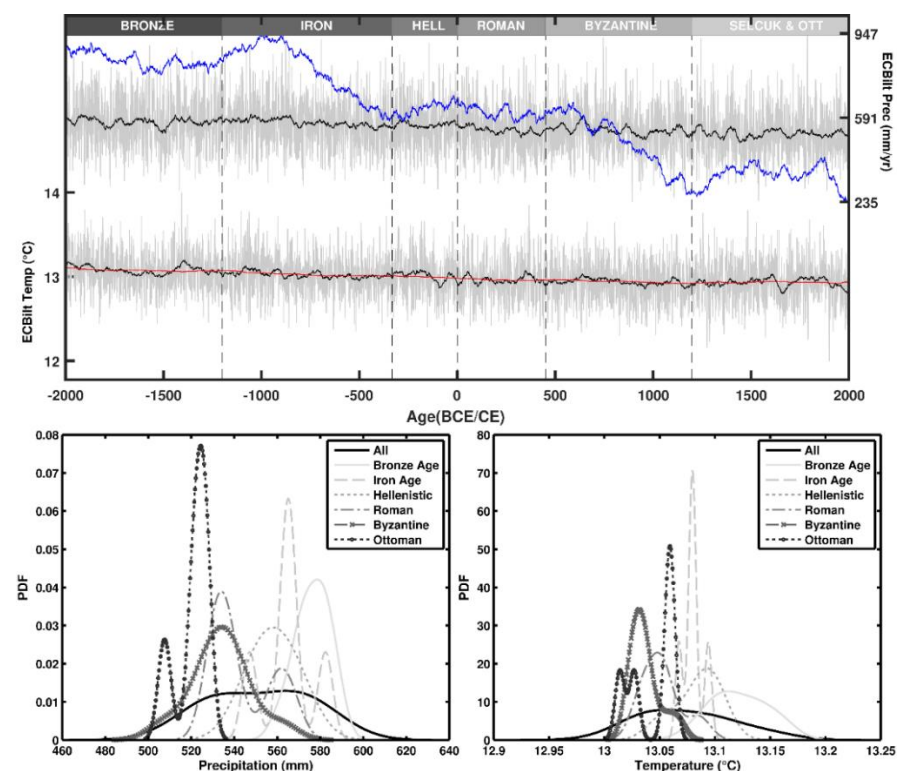 BRONZE IRON HELL ROMAN BYZANTINE SELCUK & OTT
947
591
235
ECBilt Prec (mm/yr)
14
13
12
ECBilt Temp (°C)
-2000 -1500 -1000 -500 0 500 1000 1500 2000
Age(BCE/CE)
0.08
0.07
0.06
0.05
0.04
0.03
0.02
0.01
0
PDF
All
Bronze Age
Iron Age
Hellenistic
Roman
Byzantine
Ottoman
460 480 500 520 540 560 580 600 620 640
Precipitation (mm)
80
70
60
50
40
30
20
10
0
PDF
All
Bronze Age
Iron Age
Hellenistic
Roman
Byzantine
Ottoman
12.9 12.95 13 13.05 13.1 13.15 13.2 13.25
Temperature (°C)